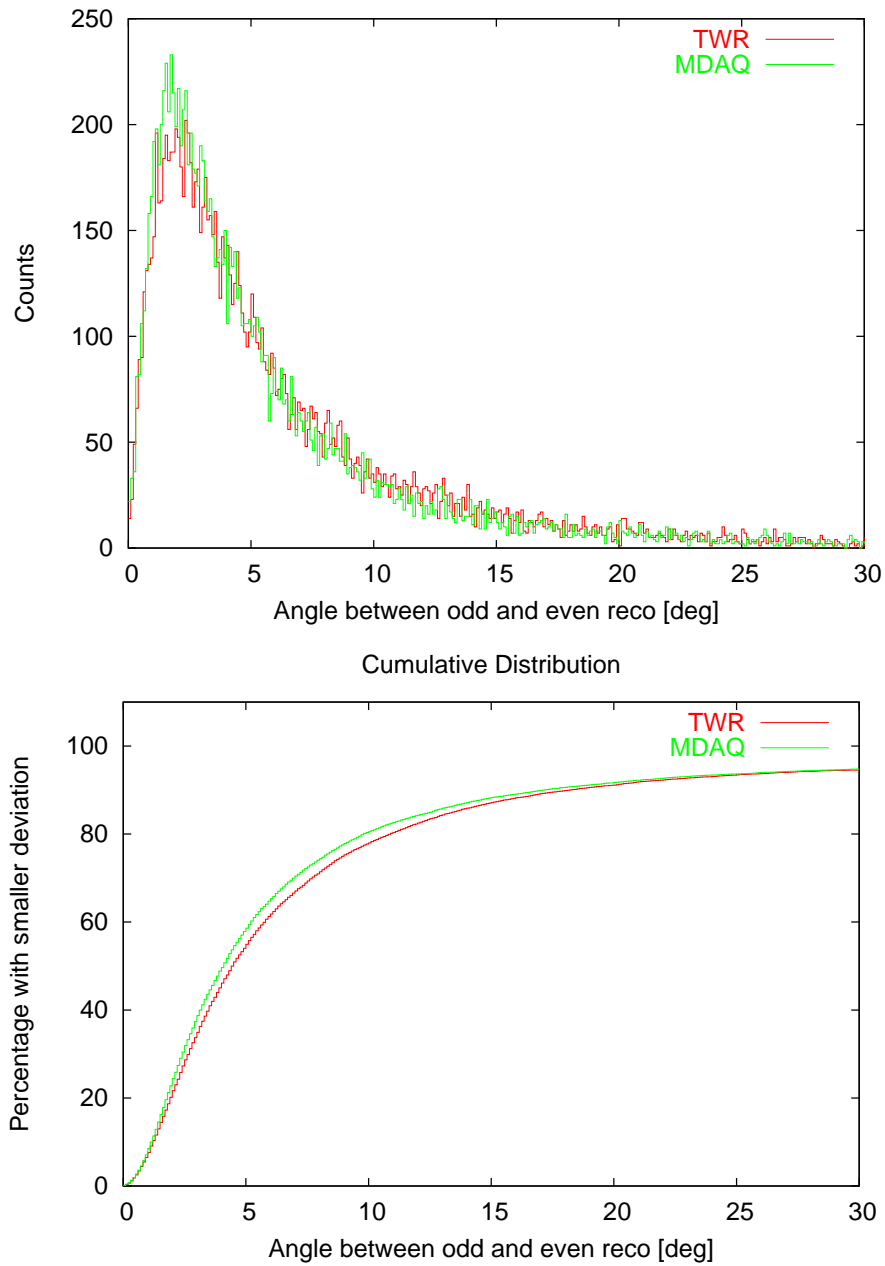 250
200
150
100
50
0
Counts
TWR
MDAQ
0 5 10 15 20 25 30
Angle between odd and even reco [deg]
Cumulative Distribution
100
80
60
40
20
0
Percentage with smaller deviation
TWR
MDAQ
0 5 10 15 20 25 30
Angle between odd and even reco [deg]